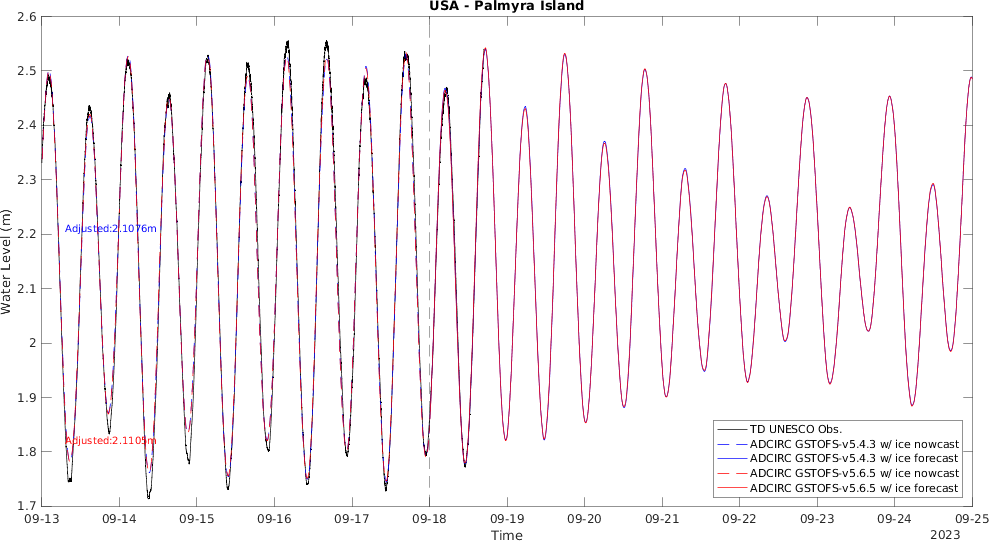 USA - Palmyra Island
2.6
2.5
2.4
2.3
2.2
2.1
2
1.9
1.8
1.7
Water Level (m)
Adjusted:2.1076m
Adjusted:2.1105m
TD UNESCO Obs.
ADCIRC GSTOFS-v5.4.3 w/ ice nowcast
ADCIRC GSTOFS-v5.4.3 w/ ice forecast
ADCIRC GSTOFS-v5.6.5 w/ ice nowcast
ADCIRC GSTOFS-v5.6.5 w/ ice forecast
09-13 09-14 09-15 09-16 09-17 09-18 09-19 09-20 09-21 09-22 09-23 09-24 09-25
Time
2023